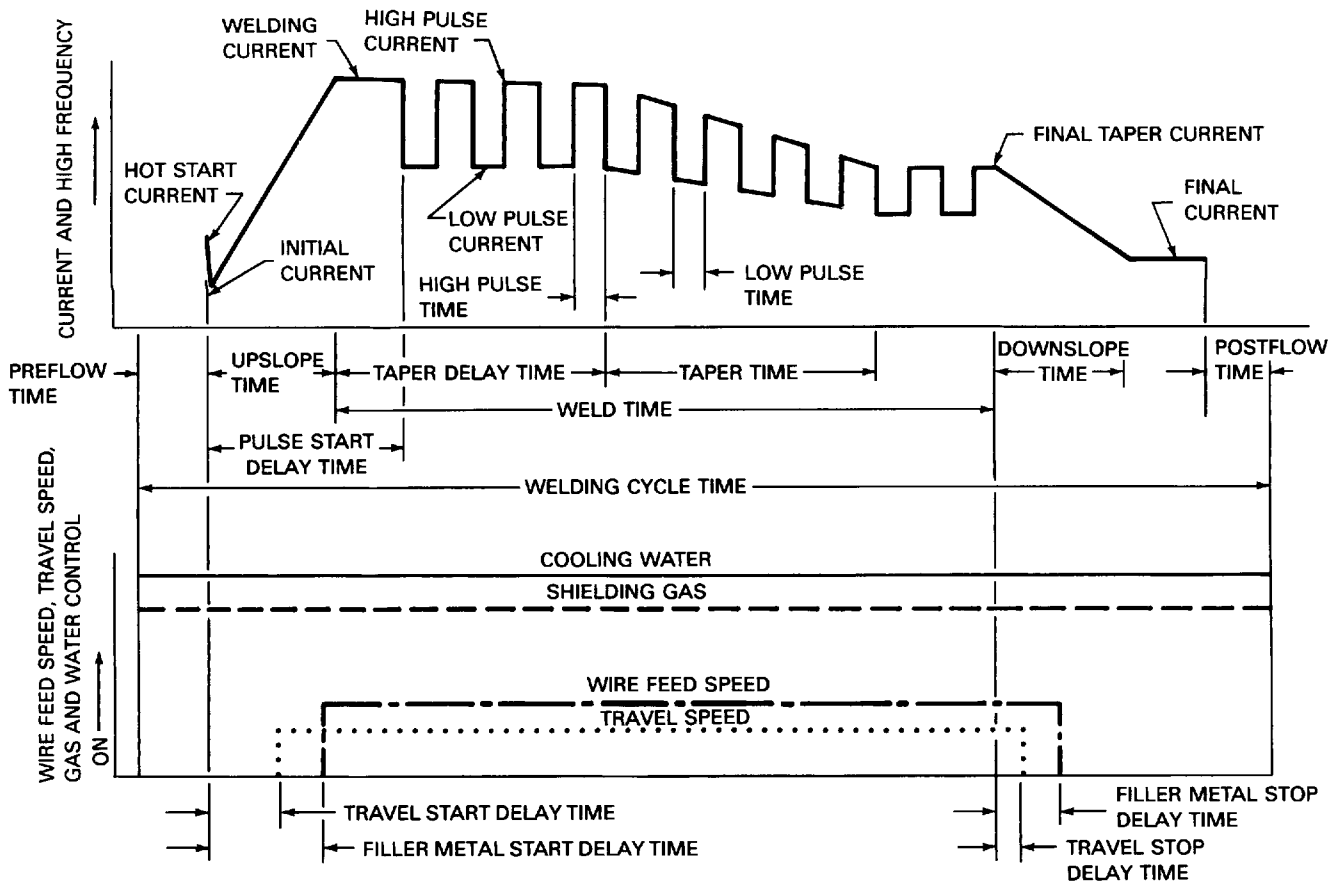 WELDING
CURRENT
HIGH PULSE
CURRENT
CURRENT AND HIGH FREQUENCY
HOT START
CURRENT
INITIAL
CURRENT
LOW PULSE
CURRENT
HIGH PULSE
TIME
LOW PULSE
TIME
FINAL TAPER CURRENT
FINAL
CURRENT
PREFLOW
TIME
UPSLOPE
TIME
TAPER DELAY TIME
TAPER TIME
DOWNSLOPE
TIME
POSTFLOW
TIME
WELD TIME
PULSE START
DELAY TIME
WELDING CYCLE TIME
WIRE FEED SPEED, TRAVEL SPEED,
GAS AND WATER CONTROL
ON
COOLING WATER
SHIELDING GAS
WIRE FEED SPEED
TRAVEL SPEED
TRAVEL START DELAY TIME
FILLER METAL START DELAY TIME
FILLER METAL STOP
DELAY TIME
TRAVEL STOP
DELAY TIME